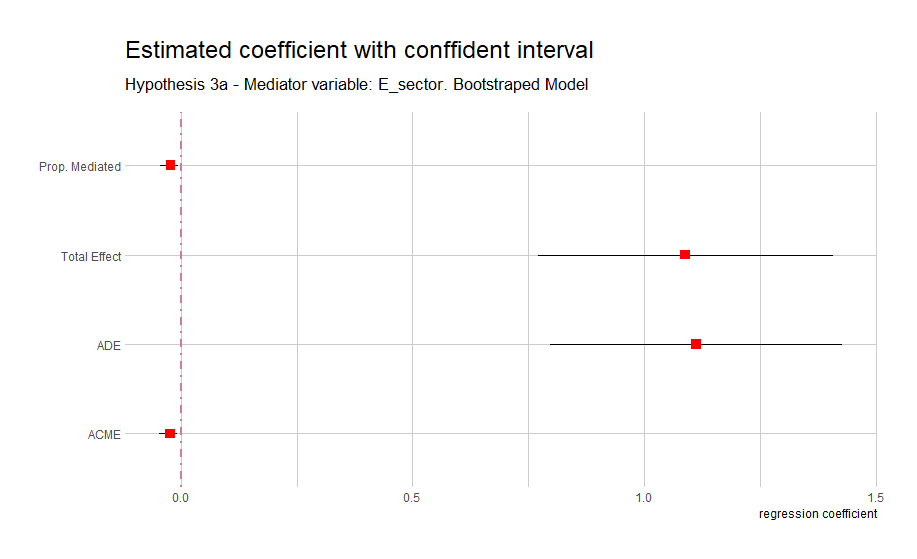 Estimated coefficient with conffident interval
Hypothesis 3a - Mediator variable: E_sector. Bootstraped Model
Prop. Mediated
Total Effect
ADE
ACME
0.0
0.5
1.0
1.5
regression coefficient